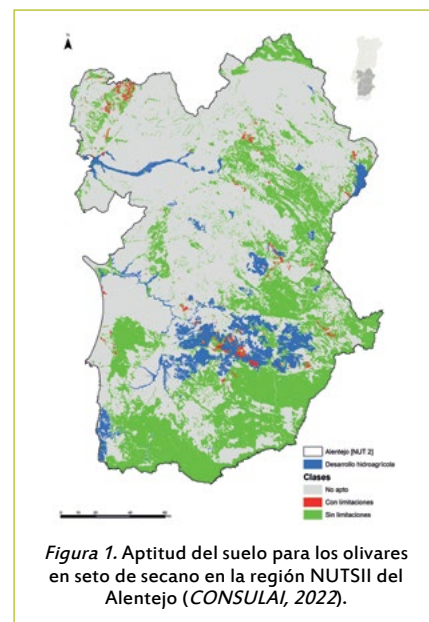 N
Alentejo [NUT 2]
Desarrollo hidroagrícola
Clases
No apto
Con limitaciones
Sin limitaciones
Figura 1. Aptitud del suelo para los olivares
en seto de secano en la región NUTSII del
Alentejo (CONSULAI, 2022).